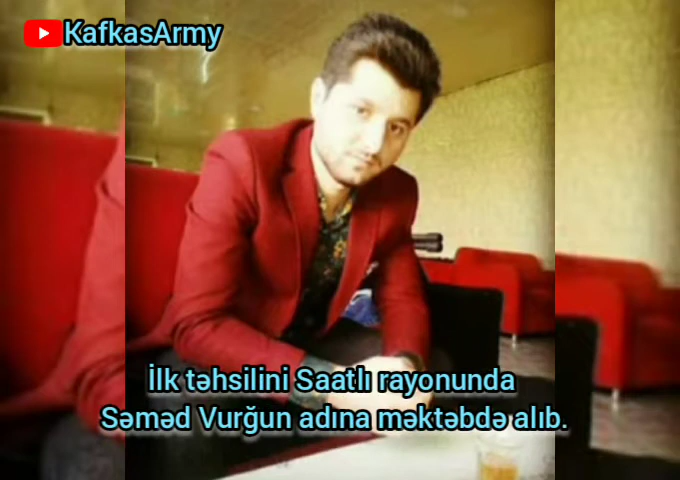 KafkasArmy
İlk təhsilini Saatlı rayonunda
Səməd Vurğun adına məktəbdə alıb.